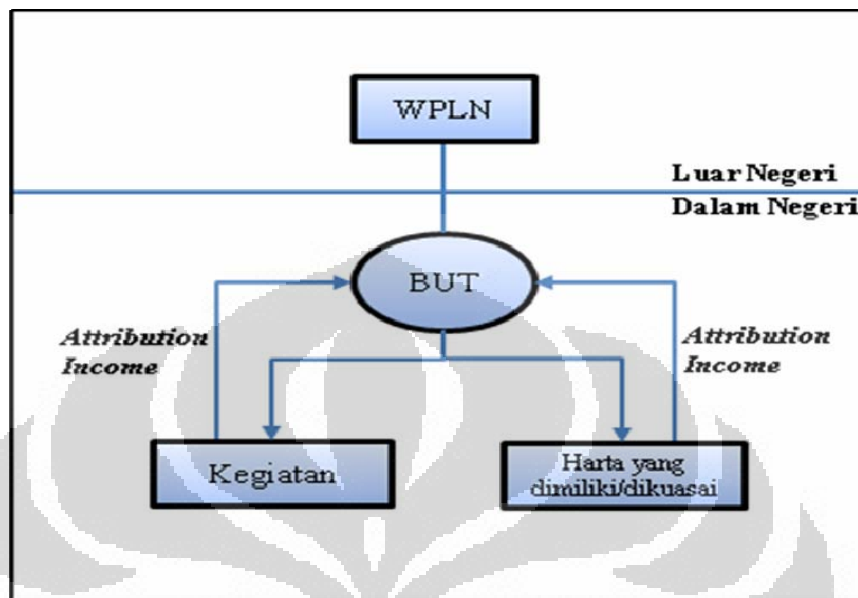 WPLN
Luar Negeri
Dalam Negeri
BUT
Attribution
Income
Attribution
Income
Kegiatan
Harta yang
dimiliki/dikuasai